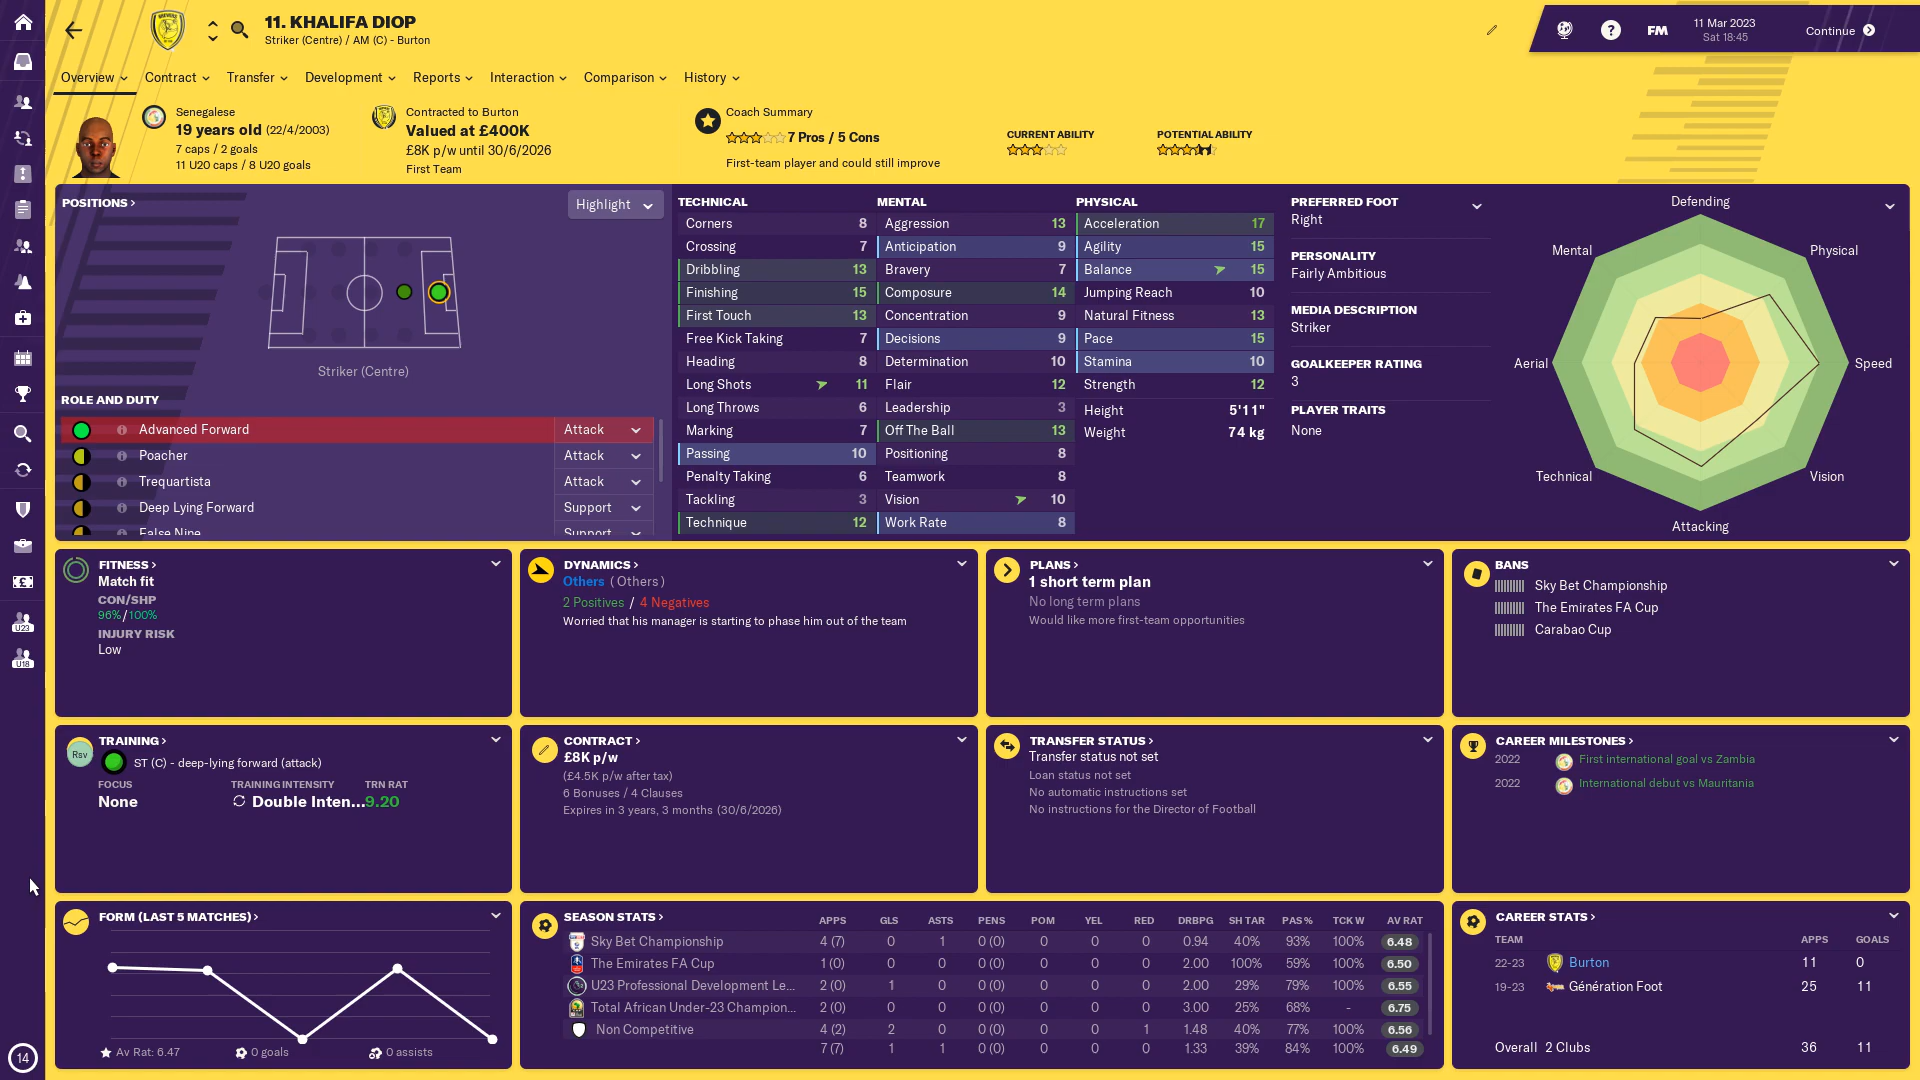 11. KHALIFA DIOP
Striker (Centre) / AM (C) - Burton
FM
11 Mar 2023
Sat 18:45
Continue
Overview
Contract
Transfer
Development
Reports
Interaction
Comparison
History
Senegalese
19 years old (22/4/2003)
7 caps / 2 goals
11 U20 caps / 8 U20 goals
Contracted to Burton
Valued at £400K
£8K p/w until 30/6/2026
First Team
Coach Summary
7 Pros / 5 Cons
First-team player and could still improve
CURRENT ABILITY
POTENTIAL ABILITY
POSITIONS
Highlight
Striker (Centre)
ROLE AND DUTY
Advanced Forward Attack
Poacher Attack
Trequartista Attack
Deep Lying Forward Support
False Nine Support
TECHNICAL
Corners 8
Crossing 7
Dribbling 13
Finishing 15
First Touch 13
Free Kick Taking 7
Heading 8
Long Shots 11
Long Throws 6
Marking 7
Passing 10
Penalty Taking 6
Tackling 3
Technique 12
MENTAL
Aggression 13
Anticipation 9
Bravery 7
Composure 14
Concentration 9
Decisions 9
Determination 10
Flair 12
Leadership 3
Off The Ball 13
Positioning 8
Teamwork 8
Vision 10
Work Rate 8
PHYSICAL
Acceleration 17
Agility 15
Balance 15
Jumping Reach 10
Natural Fitness 13
Pace 15
Stamina 10
Strength 12
Height 5'11"
Weight 74 kg
PREFERRED FOOT
Right
PERSONALITY
Fairly Ambitious
MEDIA DESCRIPTION
Striker
GOALKEEPER RATING
3
PLAYER TRAITS
None
Defending
Physical
Speed
Vision
Attacking
Technical
Aerial
Mental
FITNESS
Match fit
CON/SHP
96%/100%
INJURY RISK
Low
DYNAMICS
Others (Others)
2 Positives / 4 Negatives
Worried that his manager is starting to phase him out of the team
PLANS
1 short term plan
No long term plans
Would like more first-team opportunities
BANS
Sky Bet Championship
The Emirates FA Cup
Carabao Cup
TRAINING
Rsv
ST (C) - deep-lying forward (attack)
FOCUS TRAINING INTENSITY TRN RAT
None Double Inten... 9.20
CONTRACT
£8K p/w
(£4.5K p/w after tax)
6 Bonuses / 4 Clauses
Expires in 3 years, 3 months (30/6/2026)
TRANSFER STATUS
Transfer status not set
Loan status not set
No automatic instructions set
No instructions for the Director of Football
CAREER MILESTONES
2022 First international goal vs Zambia
2022 International debut vs Mauritania
FORM (LAST 5 MATCHES)
Av Rat: 6.47 0 goals 0 assists
SEASON STATS APPS GLS ASTS PENS POM YEL RED DRBPG SH TAR PAS % TCK W AV RAT
Sky Bet Championship 4 (7) 0 1 0 (0) 0 0 0 0.94 40% 93% 100% 6.48
The Emirates FA Cup 1 (0) 0 0 0 (0) 0 0 0 2.00 100% 59% 100% 6.50
U23 Professional Development Le... 2 (0) 1 0 0 (0) 0 0 0 2.00 29% 79% 100% 6.55
Total African Under-23 Champion... 2 (0) 0 0 0 (0) 0 0 0 3.00 25% 68% - 6.75
Non Competitive 4 (2) 2 0 0 (0) 0 0 1 1.48 40% 77% 100% 6.56
7 (7) 1 1 0 (0) 0 0 0 1.33 39% 84% 100% 6.49
CAREER STATS
TEAM APPS GOALS
22-23 Burton 11 0
19-23 Génération Foot 25 11
Overall 2 Clubs 36 11
U23
U18
14